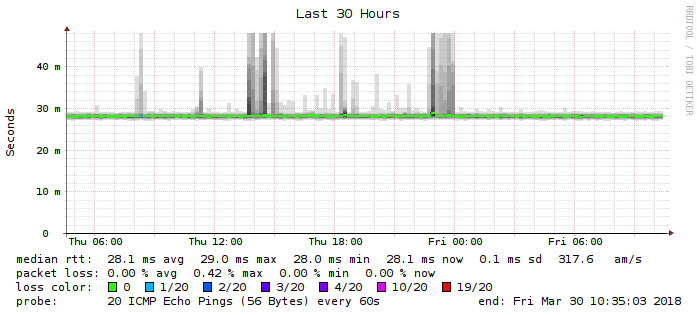 Last 30 Hours
RRDTOOL / TOBI OETIKER
Seconds
40 m
30 m
20 m
10 m
0
Thu 06:00 Thu 12:00 Thu 18:00 Fri 00:00 Fri 06:00
median rtt: 28.1 ms avg 29.0 ms max 28.0 ms min 28.1 ms now 0.1 ms sd 317.6 am/s
packet loss: 0.00 % avg 0.42 % max 0.00 % min 0.00 % now
loss color: 0 1/20 2/20 3/20 4/20 10/20 19/20
probe: 20 ICMP Echo Pings (56 Bytes) every 60s end: Fri Mar 30 10:35:03 2018